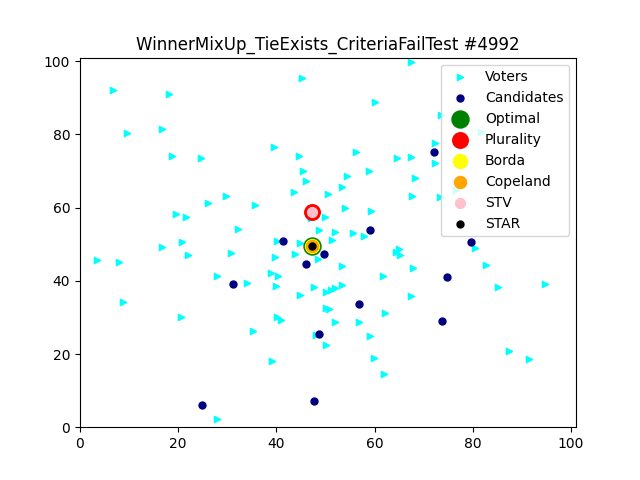 WinnerMixUp_TieExists_CriteriaFailTest #4992
100
80
60
40
20
0
0
20
40
60
80
100
Voters
Candidates
Optimal
Plurality
Borda
Copeland
STV
STAR